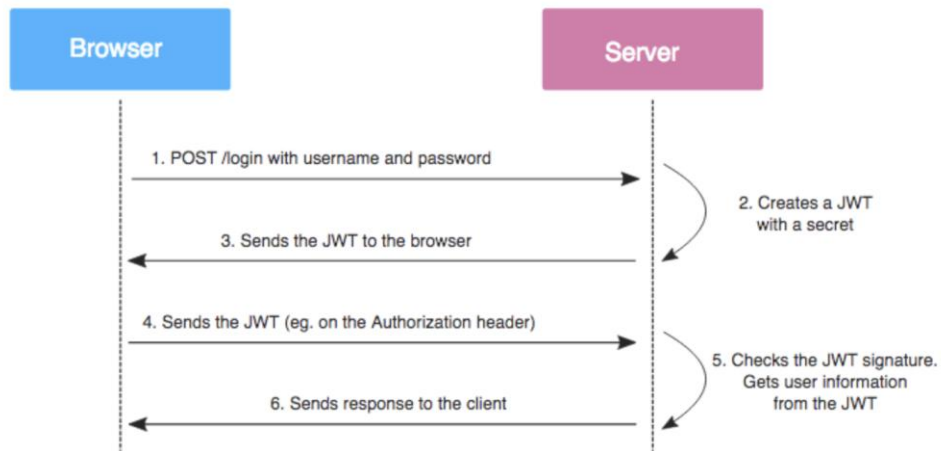 Browser
Server
1. POST /login with username and password
2. Creates a JWT
with a secret
3. Sends the JWT to the browser
4. Sends the JWT (eg. on the Authorization header)
5. Checks the JWT signature.
Gets user information
from the JWT
6. Sends response to the client